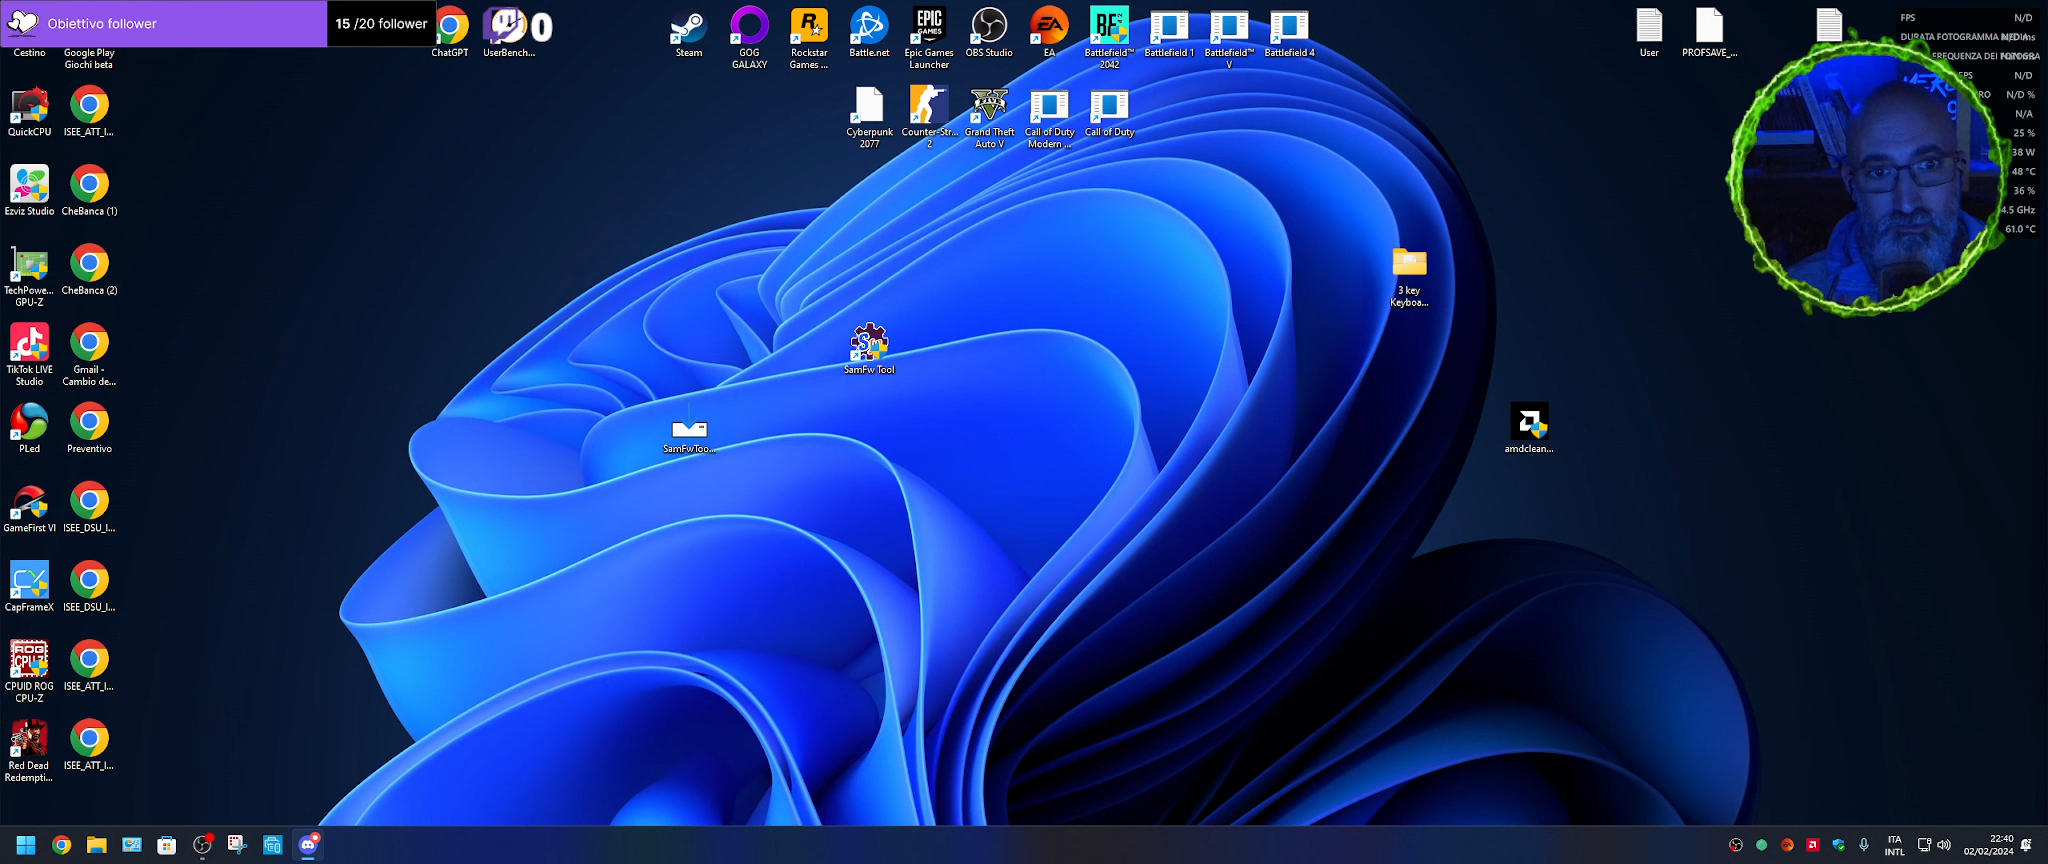 Obiettivo follower
15 /20 follower
0
Cestino
Google Play
Giochi beta
ChatGPT
UserBench...
Steam
GOG
GALAXY
Rockstar
Games ...
Battle.net
Epic Games
Launcher
OBS Studio
EA
Battlefield™
2042
Battlefield 1
Battlefield™
V
Battlefield 4
User
PROFSAVE_...
FPS
N/D
DURATA FOTOGRAMMA
N/D
N/D %
N/A
25 %
38 W
48 °C
36 %
4.5 GHz
61.0 °C
QuickCPU
ISEE_ATT_I...
Cyberpunk
2077
Counter-Str...
2
Grand Theft
Auto V
Call of Duty
Modern ...
Call of Duty
Ezviz Studio
CheBanca (1)
TechPowe...
GPU-Z
CheBanca (2)
3 key
Keyboa...
TikTok LIVE
Studio
Gmail -
Cambio de...
SamFw Tool
PLed
Preventivo
SamFwToo...
amdclean...
GameFirst VI
ISEE_DSU_I...
CapFrameX
ISEE_DSU_I...
CPUID ROG
CPU-Z
ISEE_ATT_I...
Red Dead
Redempti...
ISEE_ATT_I...
ITA
INTL
22:40
02/02/2024